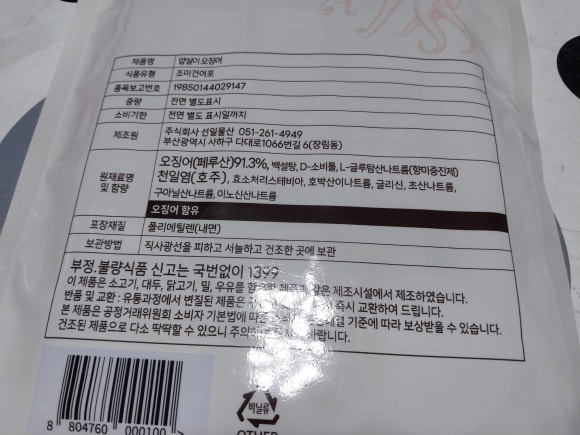 제품명 맙살이 오징어
식품유형 조미건어포
품목보고번호 19850144029147
중량 전면 별도표시
소비기한 전면 별도 표시일까지
제조원 주식회사 선일물산 051-261-4949
부산광역시 사하구 다대로1066번길 6(장림동)
원재료명 및 함량 오징어(페루산)91.3%, 백설탕, D-소비톨, L-글루탐산나트륨(향미증진제)
천일염(호주), 효소처리스테비아, 호박산이나트륨, 글리신, 초산나트륨,
구아닐산나트륨, 이노신산나트륨
오징어 함유
포장재질 폴리에틸렌(내면)
보관방법 직사광선을 피하고 서늘하고 건조한 곳에 보관
부정.불량식품 신고는 국번없이 1399
이 제품은 소고기, 대두, 닭고기, 밀, 우유를 같은 제조시설에서 제조하였습니다.
반품 및 교환 : 유통과정에서 변질된 제품은 즉시 교환하여 드립니다.
본 제품은 공정거래위원회 소비자 기본법에 기준에 따라 보상받을 수 있습니다.
건조된 제품으로 다소 딱딱할 수 있으니 바랍니다.
8 804760 000100 >
비닐류
OTHER